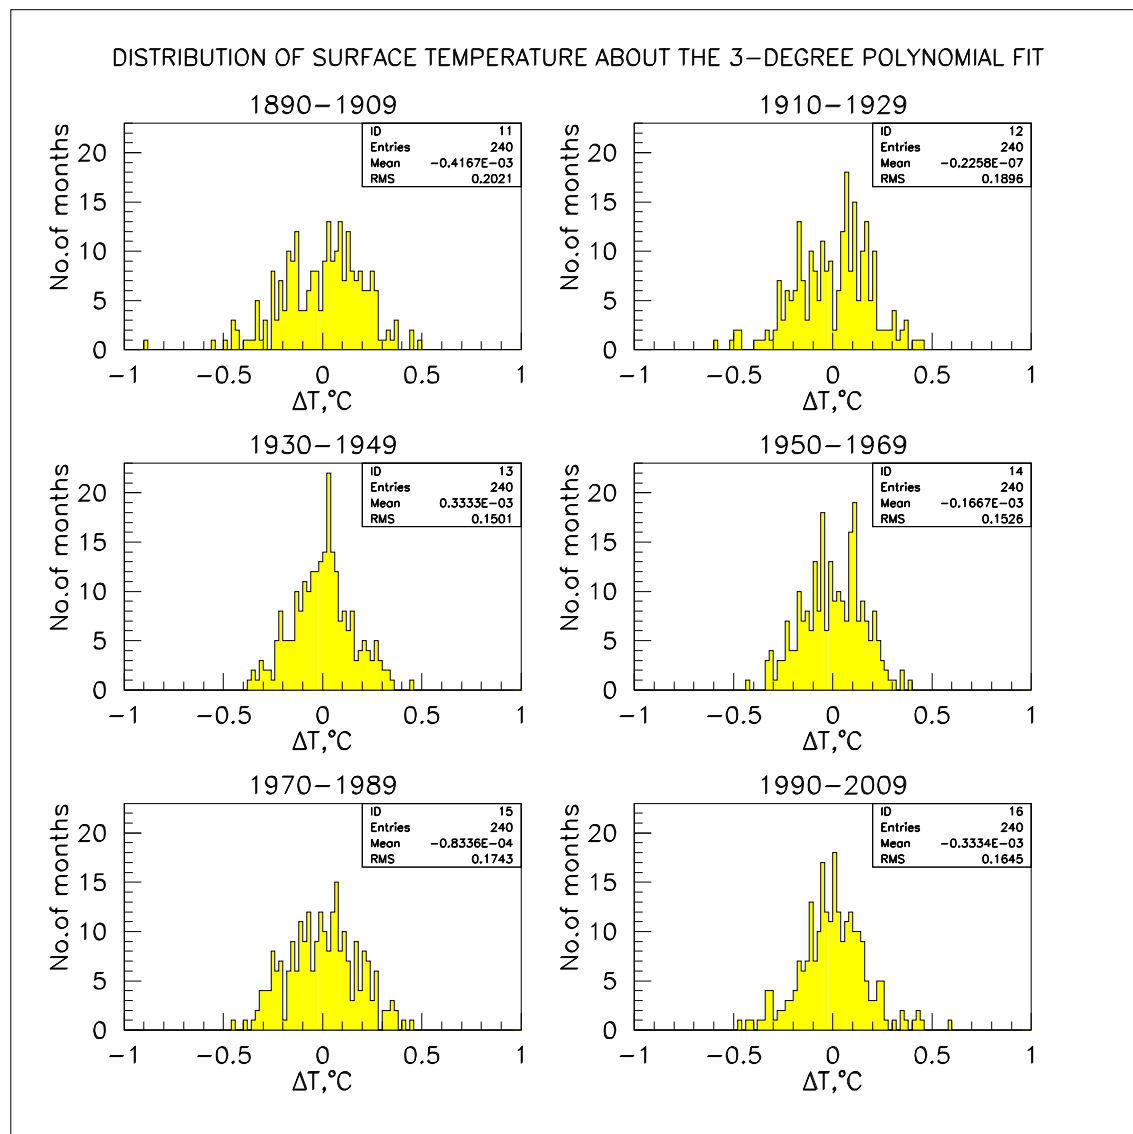 DISTRIBUTION OF SURFACE TEMPERATURE ABOUT THE 3-DEGREE POLYNOMIAL FIT
1890-1909
ID 11
Entries 240
Mean -0.4167E-03
RMS 0.2021
No.of months
20
15
10
5
0
-1 -0.5 0 0.5 1
ΔT,°C
1910-1929
ID 12
Entries 240
Mean -0.2258E-07
RMS 0.1896
No.of months
20
15
10
5
0
-1 -0.5 0 0.5 1
ΔT,°C
1930-1949
ID 13
Entries 240
Mean 0.3333E-03
RMS 0.1501
No.of months
20
15
10
5
0
-1 -0.5 0 0.5 1
ΔT,°C
1950-1969
ID 14
Entries 240
Mean -0.1667E-03
RMS 0.1526
No.of months
20
15
10
5
0
-1 -0.5 0 0.5 1
ΔT,°C
1970-1989
ID 15
Entries 240
Mean -0.8336E-04
RMS 0.1743
No.of months
20
15
10
5
0
-1 -0.5 0 0.5 1
ΔT,°C
1990-2009
ID 16
Entries 240
Mean -0.3334E-03
RMS 0.1645
No.of months
20
15
10
5
0
-1 -0.5 0 0.5 1
ΔT,°C